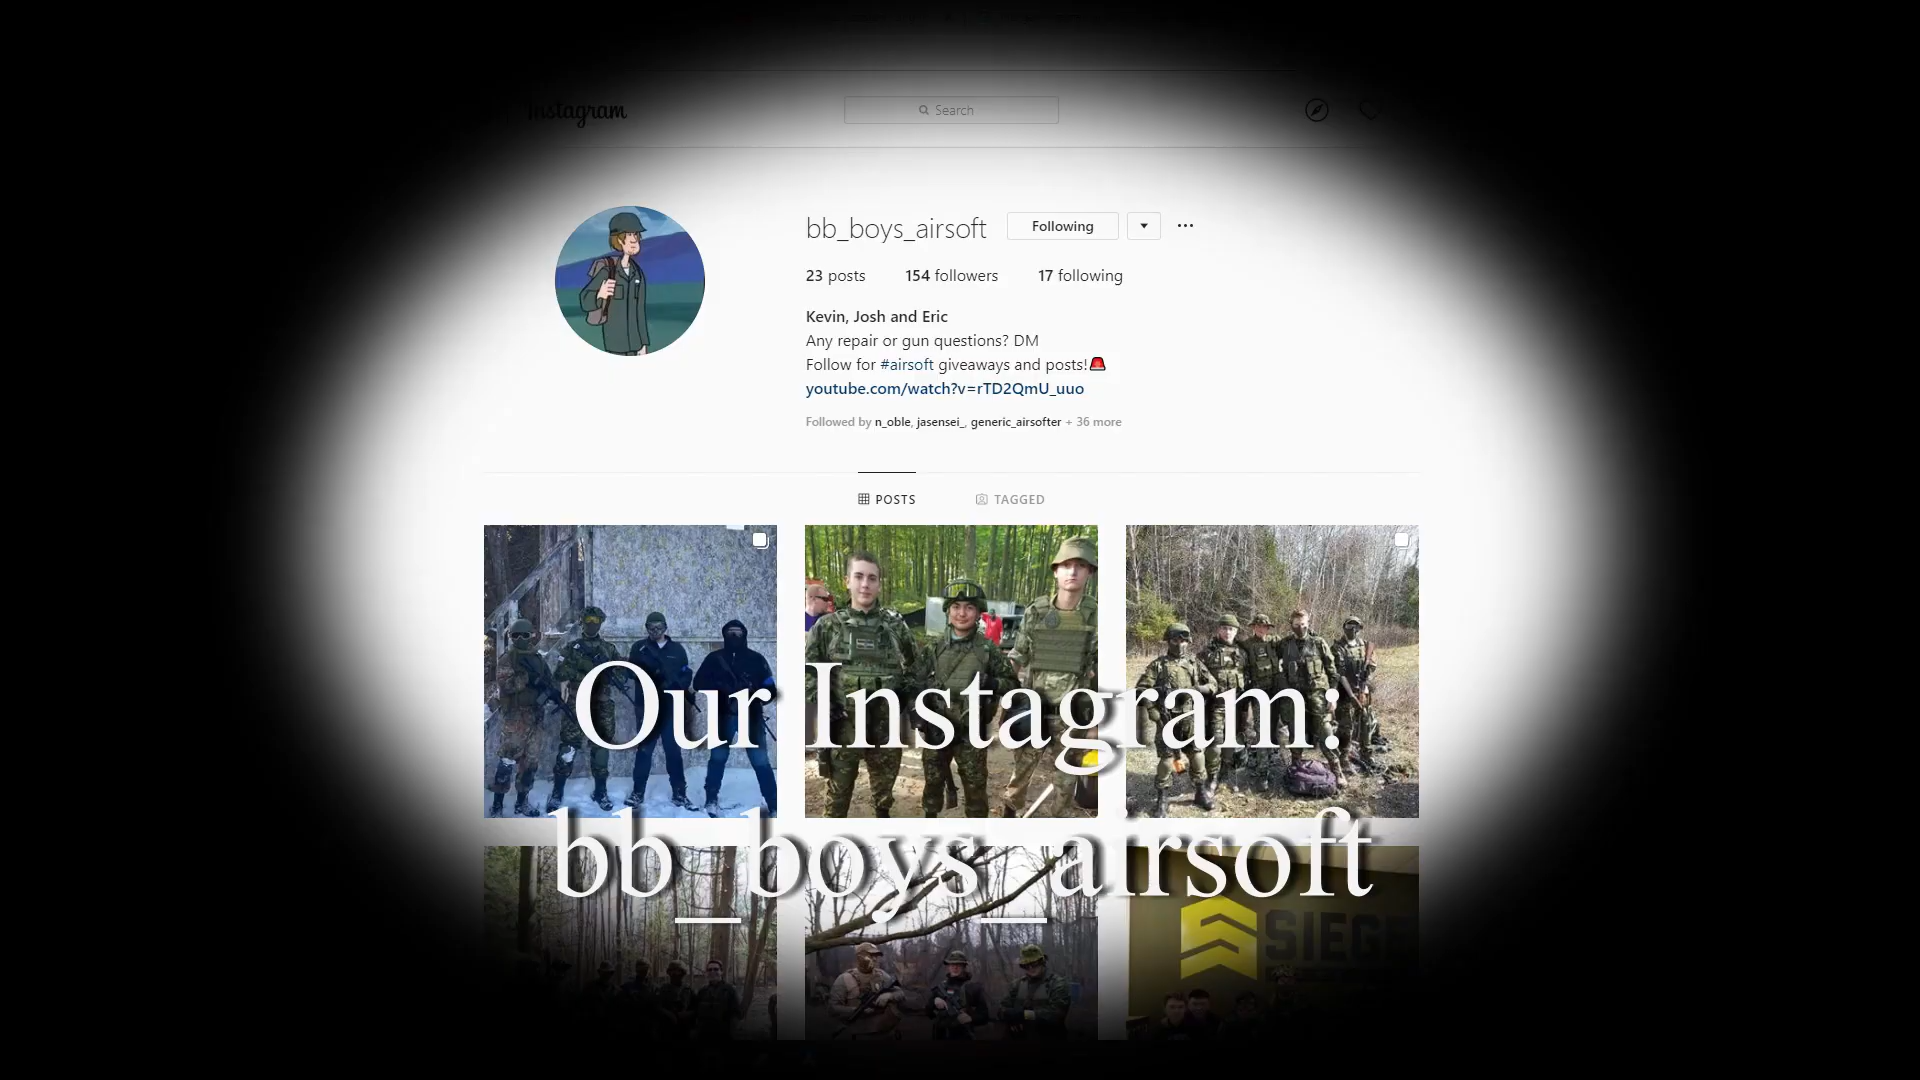 Instagram
Search
bb_boys_airsoft Following
23 posts 154 followers 17 following
Kevin, Josh and Eric
Any repair or gun questions? DM
Follow for #airsoft giveaways and posts!🚨
youtube.com/watch?v=rTD2QmU_uuo
Followed by n_oble, jasensei_, generic_airsofter + 36 more
POSTS TAGGED
Our Instagram:
bb_boys_airsoft
SIEGE